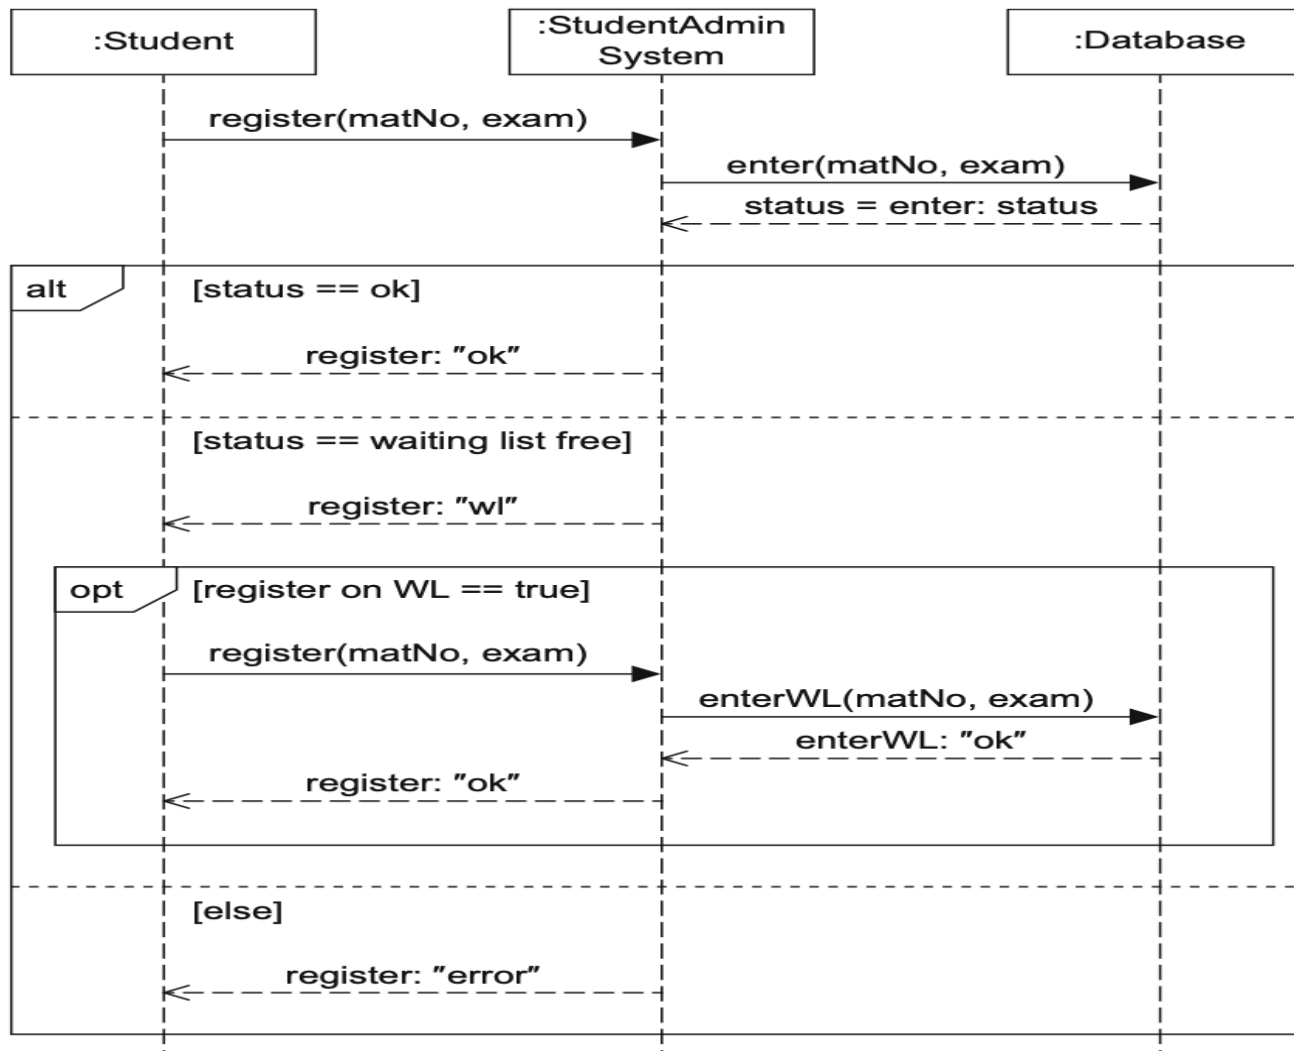 :Student
:StudentAdmin
System
:Database
register(matNo, exam)
enter(matNo, exam)
status = enter: status
alt
[status == ok]
register: "ok"
[status == waiting list free]
register: "wl"
opt
[register on WL == true]
register(matNo, exam)
enterWL(matNo, exam)
enterWL: "ok"
register: "ok"
[else]
register: "error"